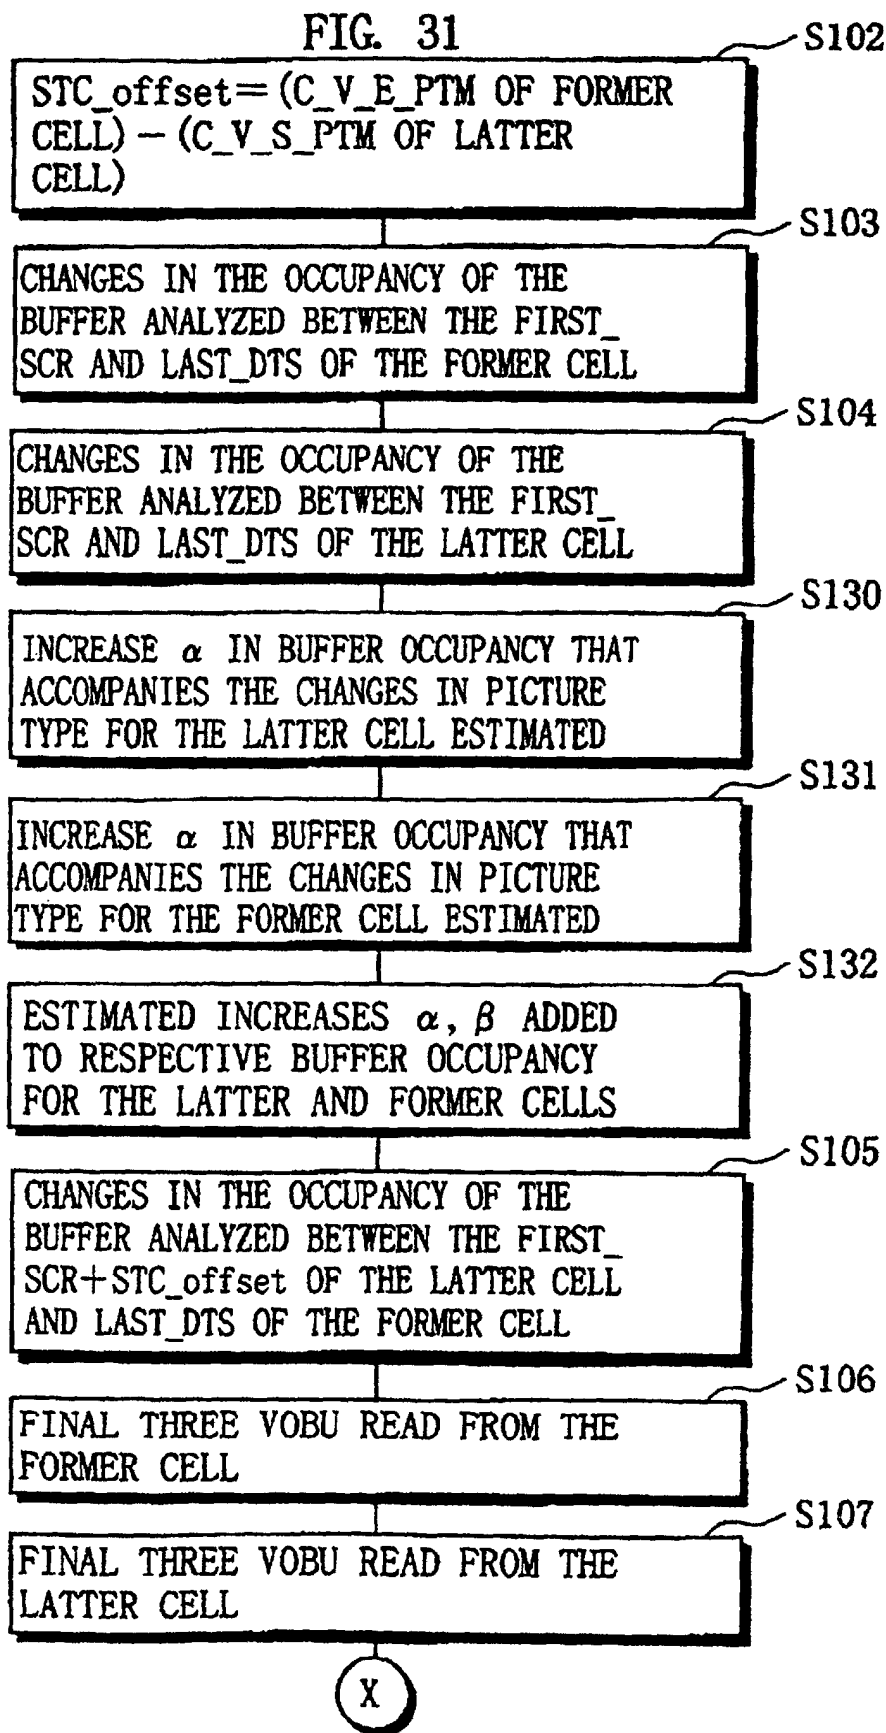 FIG. 31
S102
STC_offset=(C_V_E_PTM OF FORMER
CELL)-(C_V_S_PTM OF LATTER
CELL)
S103
CHANGES IN THE OCCUPANCY OF THE
BUFFER ANALYZED BETWEEN THE FIRST_
SCR AND LAST_DTS OF THE FORMER CELL
S104
CHANGES IN THE OCCUPANCY OF THE
BUFFER ANALYZED BETWEEN THE FIRST_
SCR AND LAST_DTS OF THE LATTER CELL
S130
INCREASE α IN BUFFER OCCUPANCY THAT
ACCOMPANIES THE CHANGES IN PICTURE
TYPE FOR THE LATTER CELL ESTIMATED
S131
INCREASE α IN BUFFER OCCUPANCY THAT
ACCOMPANIES THE CHANGES IN PICTURE
TYPE FOR THE FORMER CELL ESTIMATED
S132
ESTIMATED INCREASES α, β ADDED
TO RESPECTIVE BUFFER OCCUPANCY
FOR THE LATTER AND FORMER CELLS
S105
CHANGES IN THE OCCUPANCY OF THE
BUFFER ANALYZED BETWEEN THE FIRST_
SCR+STC_offset OF THE LATTER CELL
AND LAST_DTS OF THE FORMER CELL
S106
FINAL THREE VOBU READ FROM THE
FORMER CELL
S107
FINAL THREE VOBU READ FROM THE
LATTER CELL
X